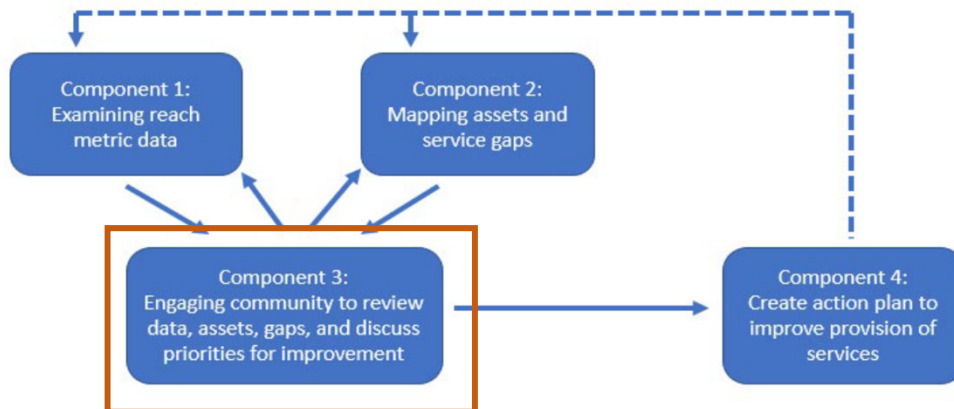 Component 1:
Examining reach
metric data
Component 2:
Mapping assets and
service gaps
Component 3:
Engaging community to review
data, assets, gaps, and discuss
priorities for improvement
Component 4:
Create action plan to
improve provision of
services